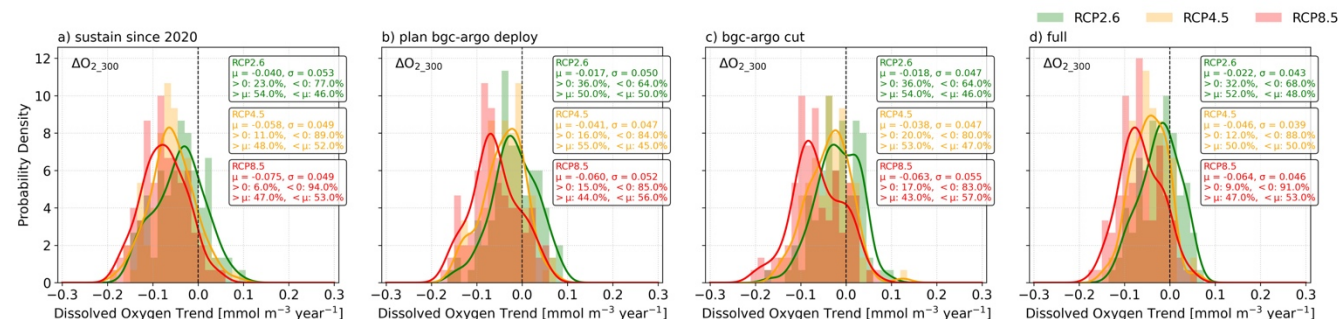 RCP2.6 RCP4.5 RCP8.5
a) sustain since 2020
ΔO2_300
RCP2.6
μ = -0.040, σ = 0.053
> 0: 23.0%, < 0: 77.0%
> μ: 54.0%, < μ: 46.0%
RCP4.5
μ = -0.058, σ = 0.049
> 0: 11.0%, < 0: 89.0%
> μ: 48.0%, < μ: 52.0%
RCP8.5
μ = -0.075, σ = 0.049
> 0: 6.0%, < 0: 94.0%
> μ: 47.0%, < μ: 53.0%
12
10
8
6
4
2
0
Probability Density
−0.3 −0.2 −0.1 0.0 0.1 0.2 0.3
Dissolved Oxygen Trend [mmol m⁻³ year⁻¹]
b) plan bgc-argo deploy
ΔO2_300
RCP2.6
μ = -0.017, σ = 0.050
> 0: 36.0%, < 0: 64.0%
> μ: 50.0%, < μ: 50.0%
RCP4.5
μ = -0.041, σ = 0.047
> 0: 16.0%, < 0: 84.0%
> μ: 55.0%, < μ: 45.0%
RCP8.5
μ = -0.060, σ = 0.052
> 0: 15.0%, < 0: 85.0%
> μ: 44.0%, < μ: 56.0%
−0.3 −0.2 −0.1 0.0 0.1 0.2 0.3
Dissolved Oxygen Trend [mmol m⁻³ year⁻¹]
c) bgc-argo cut
ΔO2_300
RCP2.6
μ = -0.018, σ = 0.047
> 0: 36.0%, < 0: 64.0%
> μ: 54.0%, < μ: 46.0%
RCP4.5
μ = -0.038, σ = 0.047
> 0: 20.0%, < 0: 80.0%
> μ: 53.0%, < μ: 47.0%
RCP8.5
μ = -0.063, σ = 0.055
> 0: 17.0%, < 0: 83.0%
> μ: 43.0%, < μ: 57.0%
−0.3 −0.2 −0.1 0.0 0.1 0.2 0.3
Dissolved Oxygen Trend [mmol m⁻³ year⁻¹]
d) full
ΔO2_300
RCP2.6
μ = -0.022, σ = 0.043
> 0: 32.0%, < 0: 68.0%
> μ: 52.0%, < μ: 48.0%
RCP4.5
μ = -0.046, σ = 0.039
> 0: 12.0%, < 0: 88.0%
> μ: 50.0%, < μ: 50.0%
RCP8.5
μ = -0.064, σ = 0.046
> 0: 9.0%, < 0: 91.0%
> μ: 47.0%, < μ: 53.0%
−0.3 −0.2 −0.1 0.0 0.1 0.2 0.3
Dissolved Oxygen Trend [mmol m⁻³ year⁻¹]